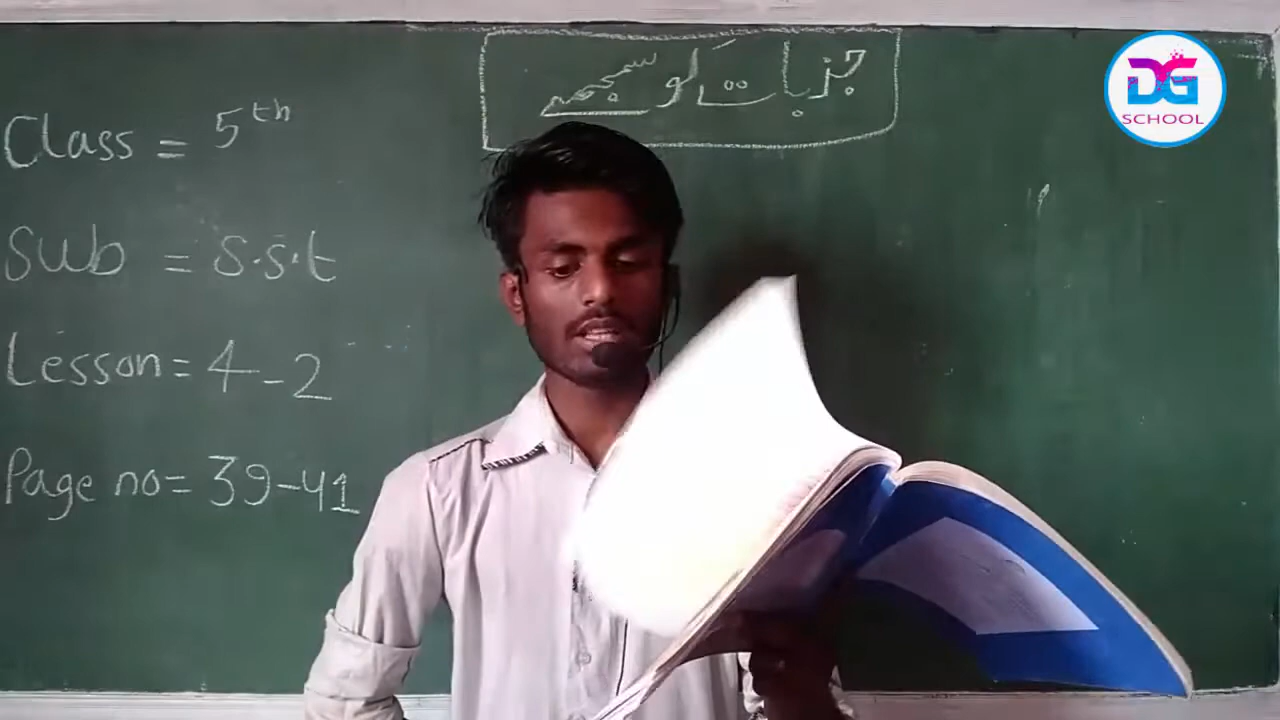 جزبات کو سمجھے
Class = 5th
Sub = S.S.t
Lesson = 4-2
Page no = 39-41
DG
SCHOOL